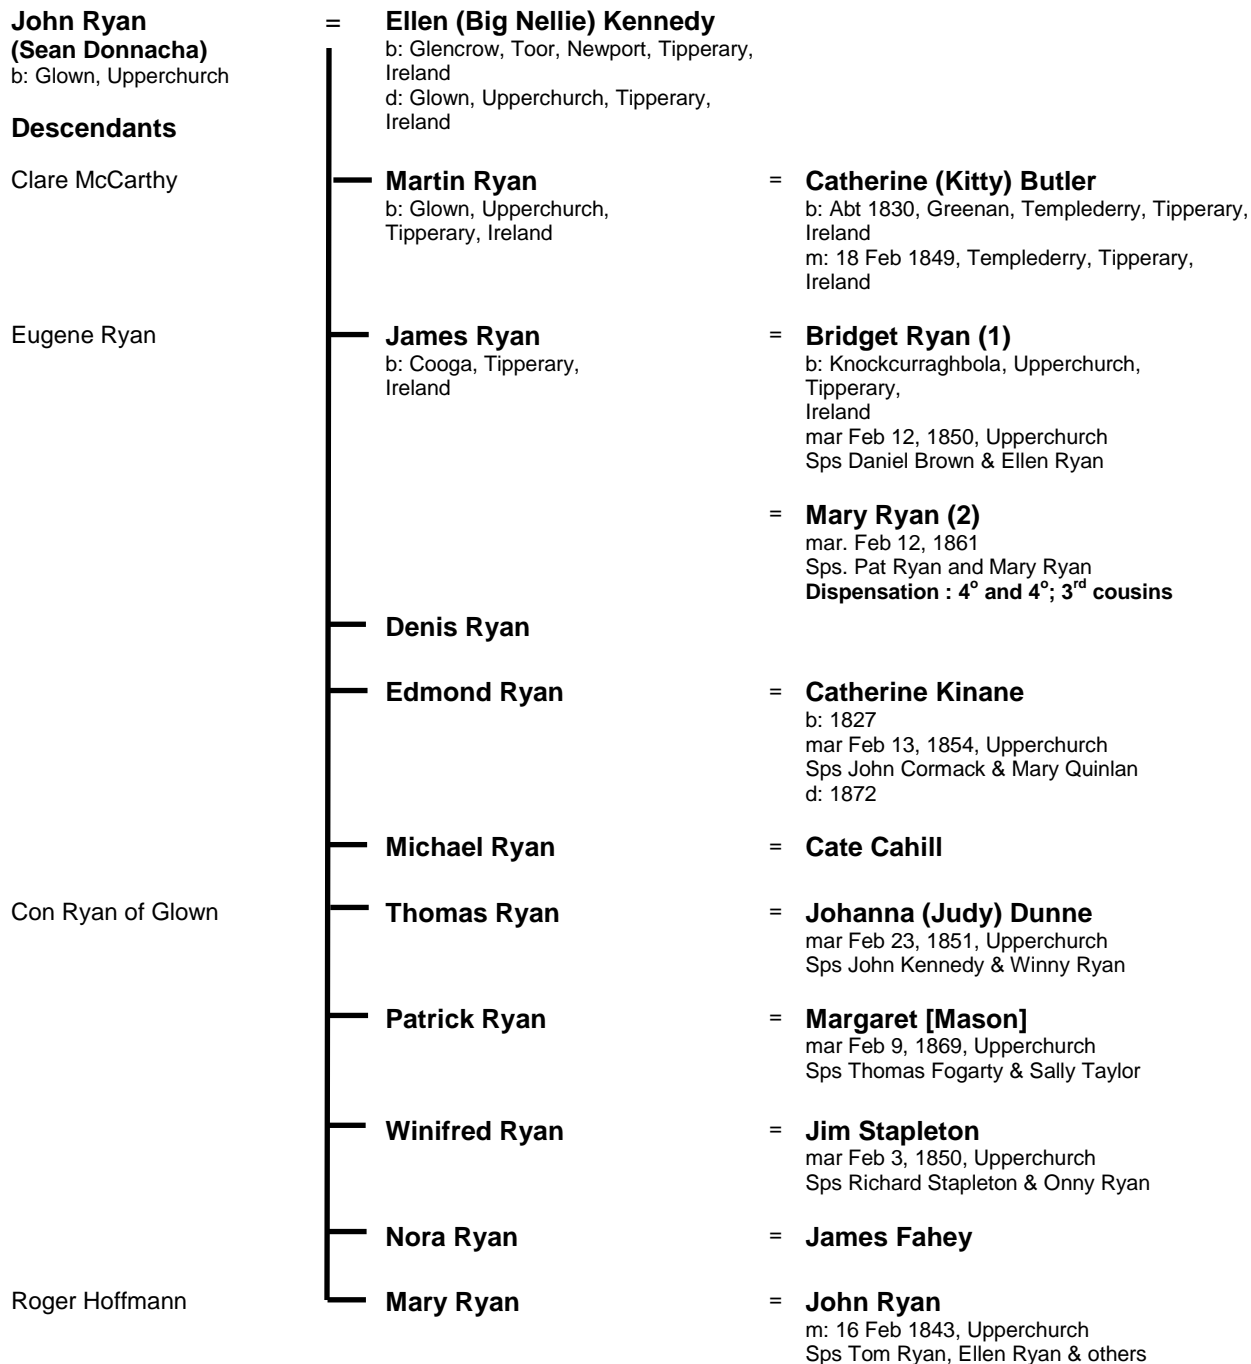 John Ryan = Ellen (Big Nellie) Kennedy
(Sean Donnacha)
b: Glown, Upperchurch
b: Glencrow, Toor, Newport, Tipperary,
Ireland
d: Glown, Upperchurch, Tipperary,
Ireland
Descendants
Clare McCarthy
Martin Ryan = Catherine (Kitty) Butler
b: Glown, Upperchurch,
Tipperary, Ireland
b: Abt 1830, Greenan, Templederry, Tipperary,
Ireland
m: 18 Feb 1849, Templederry, Tipperary,
Ireland
Eugene Ryan
James Ryan = Bridget Ryan (1)
b: Cooga, Tipperary,
Ireland
b: Knockcurraghbola, Upperchurch,
Tipperary,
Ireland
mar Feb 12, 1850, Upperchurch
Sps Daniel Brown & Ellen Ryan
= Mary Ryan (2)
mar. Feb 12, 1861
Sps. Pat Ryan and Mary Ryan
Dispensation : 4º and 4º; 3rd cousins
Denis Ryan
Edmond Ryan = Catherine Kinane
b: 1827
mar Feb 13, 1854, Upperchurch
Sps John Cormack & Mary Quinlan
d: 1872
Michael Ryan = Cate Cahill
Con Ryan of Glown
Thomas Ryan = Johanna (Judy) Dunne
mar Feb 23, 1851, Upperchurch
Sps John Kennedy & Winny Ryan
Patrick Ryan = Margaret [Mason]
mar Feb 9, 1869, Upperchurch
Sps Thomas Fogarty & Sally Taylor
Winifred Ryan = Jim Stapleton
mar Feb 3, 1850, Upperchurch
Sps Richard Stapleton & Onny Ryan
Nora Ryan = James Fahey
Roger Hoffmann
Mary Ryan = John Ryan
m: 16 Feb 1843, Upperchurch
Sps Tom Ryan, Ellen Ryan & others